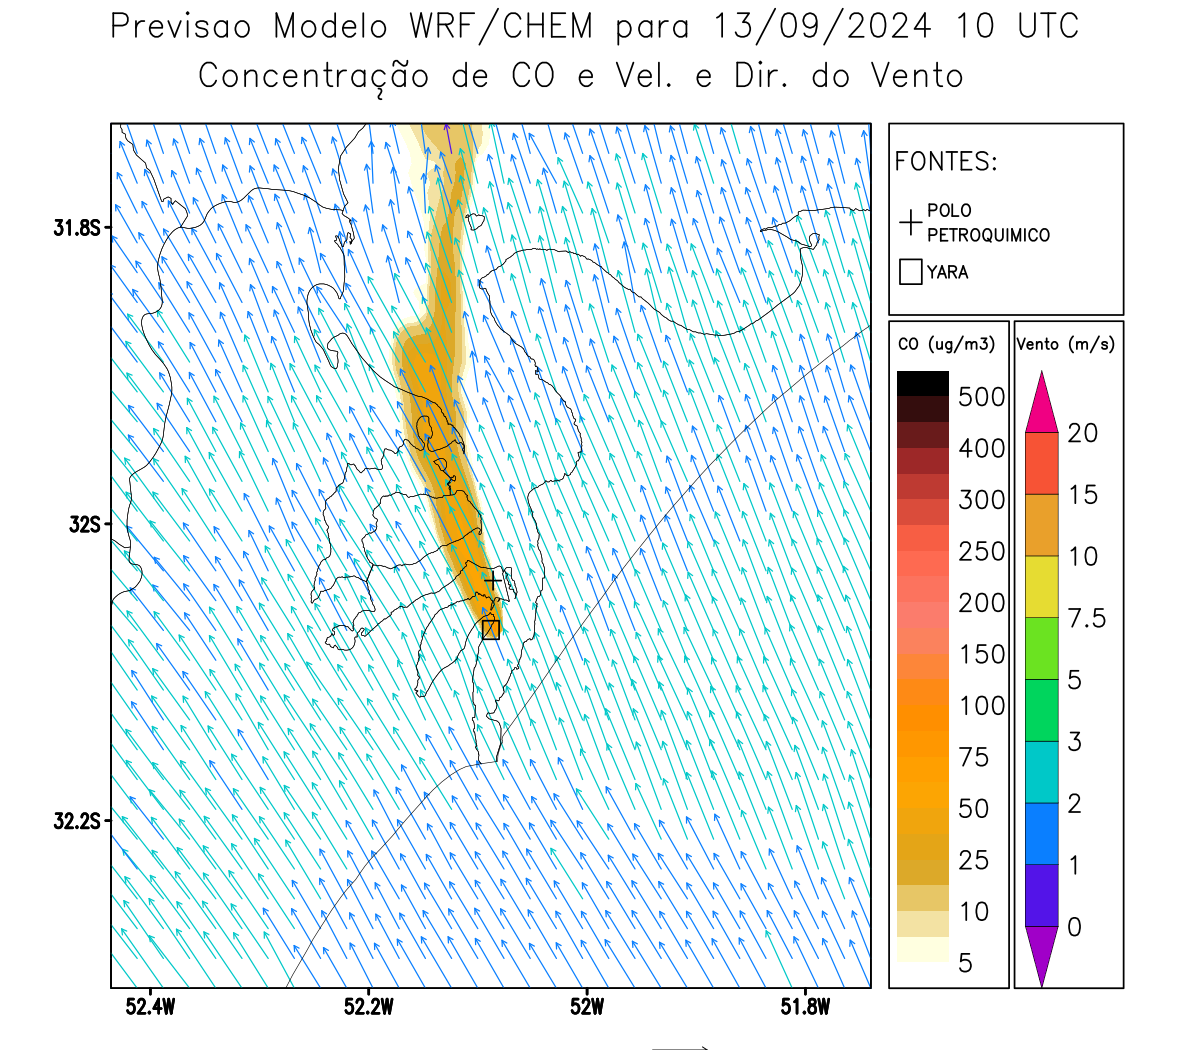 Previsao Modelo WRF/CHEM para 13/09/2024 10 UTC
Concentração de CO e Vel. e Dir. do Vento
FONTES:
POLO
PETROQUIMICO
YARA
CO (ug/m3)
500
400
300
250
200
150
100
75
50
25
10
5
Vento (m/s)
20
15
10
7.5
5
3
2
1
0
31.8S
32S
32.2S
52.4W
52.2W
52W
51.8W